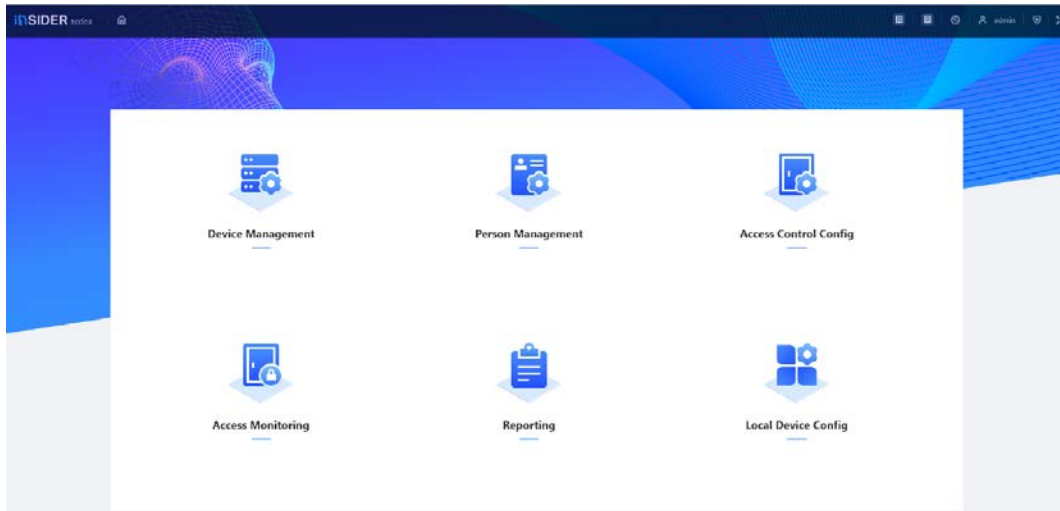 INSIDER series
admin
Device Management
Person Management
Access Control Config
Access Monitoring
Reporting
Local Device Config